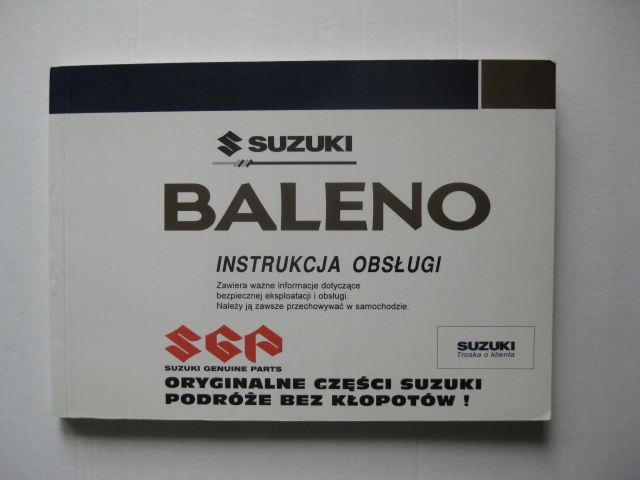 SUZUKI
BALENO
INSTRUKCJA OBSŁUGI
Zawiera ważne informacje dotyczące
bezpiecznej eksploatacji i obsługi.
Należy ją zawsze przechowywać w samochodzie.
SGP
SUZUKI GENUINE PARTS
SUZUKI
Troska o klienta
ORYGINALNE CZĘŚCI SUZUKI
PODRÓŻE BEZ KŁOPOTÓW !